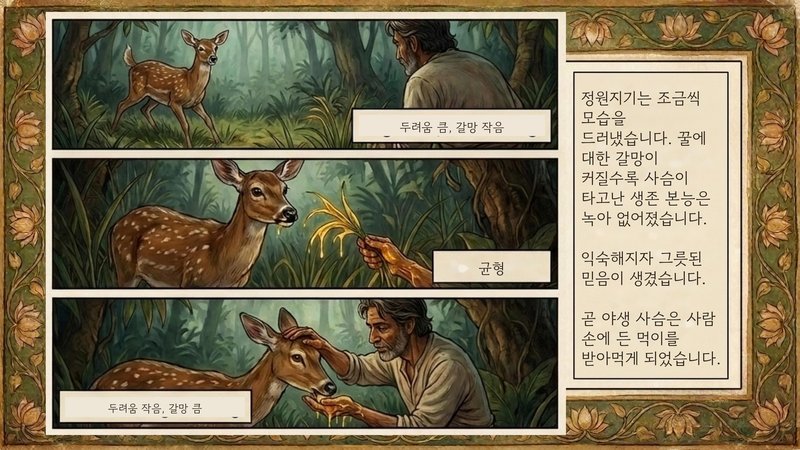 두려움 큼, 갈망 작음
균형
두려움 작음, 갈망 큼
정원지기는 조금씩
모습을
드러냈습니다. 꿀에
대한 갈망이
커질수록 사슴이
타고난 생존 본능은
녹아 없어졌습니다.
익숙해지자 그릇된
믿음이 생겼습니다.
곧 야생 사슴은 사람
손에 든 먹이를
받아먹게 되었습니다.